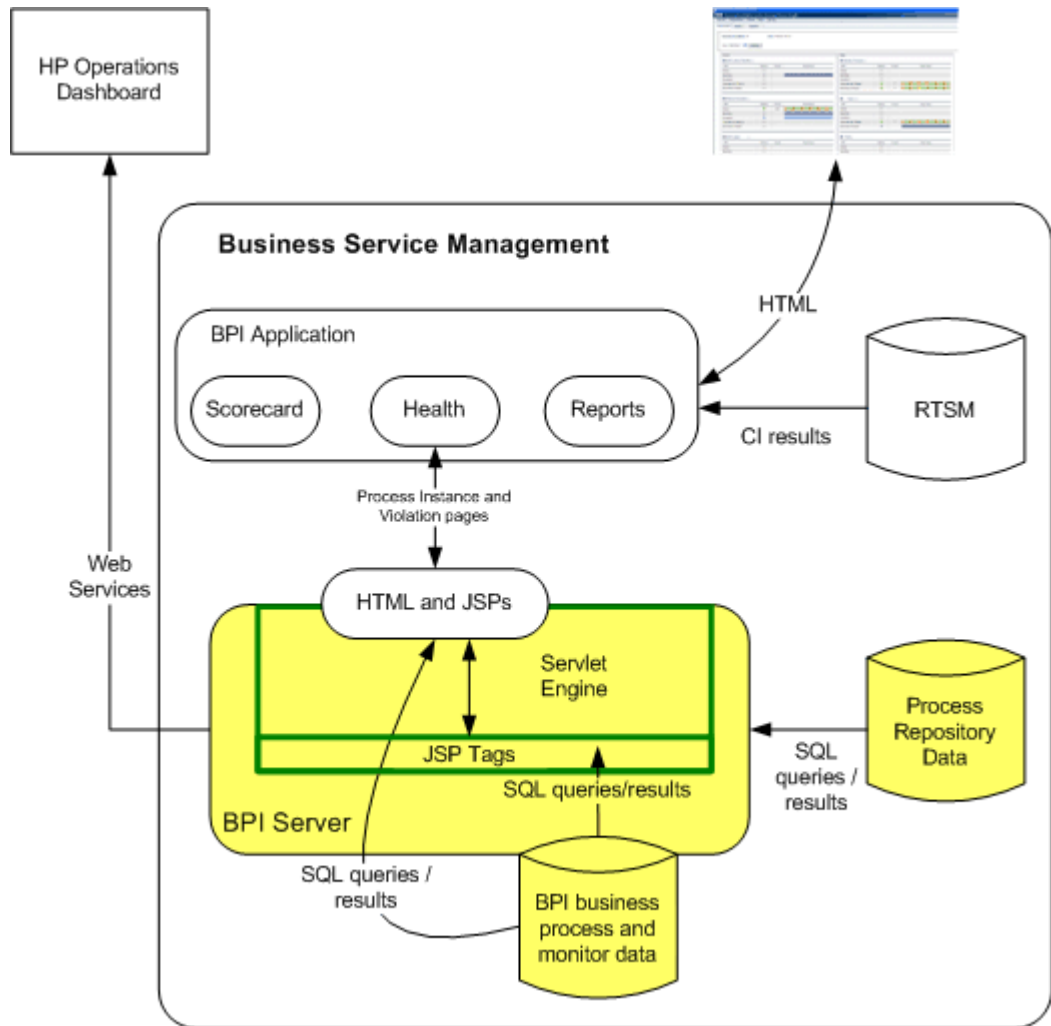 HP Operations
Dashboard
Business Service Management
HTML
BPI Application
Scorecard
Health
Reports
RTSM
CI results
Process Instance and
Violation pages
Web
Services
HTML and JSPs
Servlet
Engine
Process
Repository
Data
JSP Tags
SQL queries/results
SQL
queries /
results
BPI Server
SQL queries /
results
BPI business
process and
monitor data